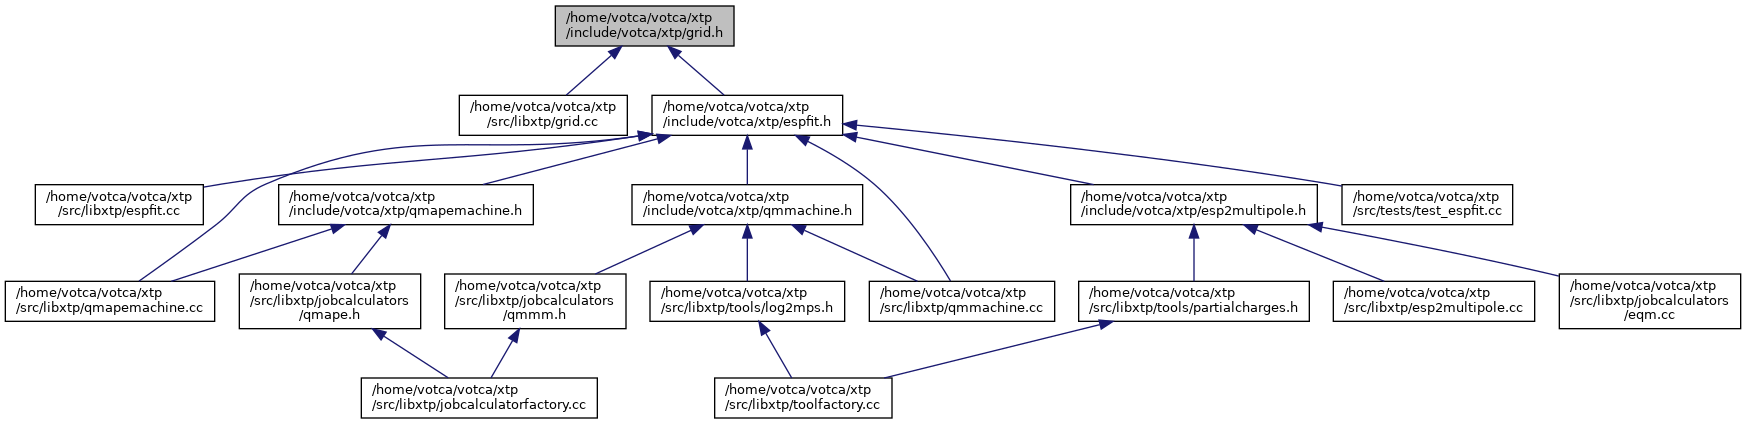 /home/votca/votca/xtp
/include/votca/xtp/grid.h
/home/votca/votca/xtp
/src/libxtp/grid.cc
/home/votca/votca/xtp
/include/votca/xtp/espfit.h
/home/votca/votca/xtp
/src/libxtp/espfit.cc
/home/votca/votca/xtp
/include/votca/xtp/qmapemachine.h
/home/votca/votca/xtp
/include/votca/xtp/qmmachine.h
/home/votca/votca/xtp
/include/votca/xtp/esp2multipole.h
/home/votca/votca/xtp
/src/tests/test_espfit.cc
/home/votca/votca/xtp
/src/libxtp/qmapemachine.cc
/home/votca/votca/xtp
/src/libxtp/jobcalculators
/qmape.h
/home/votca/votca/xtp
/src/libxtp/jobcalculators
/qmmm.h
/home/votca/votca/xtp
/src/libxtp/tools/log2mps.h
/home/votca/votca/xtp
/src/libxtp/qmmachine.cc
/home/votca/votca/xtp
/src/libxtp/tools/partialcharges.h
/home/votca/votca/xtp
/src/libxtp/esp2multipole.cc
/home/votca/votca/xtp
/src/libxtp/jobcalculators
/eqm.cc
/home/votca/votca/xtp
/src/libxtp/jobcalculatorfactory.cc
/home/votca/votca/xtp
/src/libxtp/toolfactory.cc